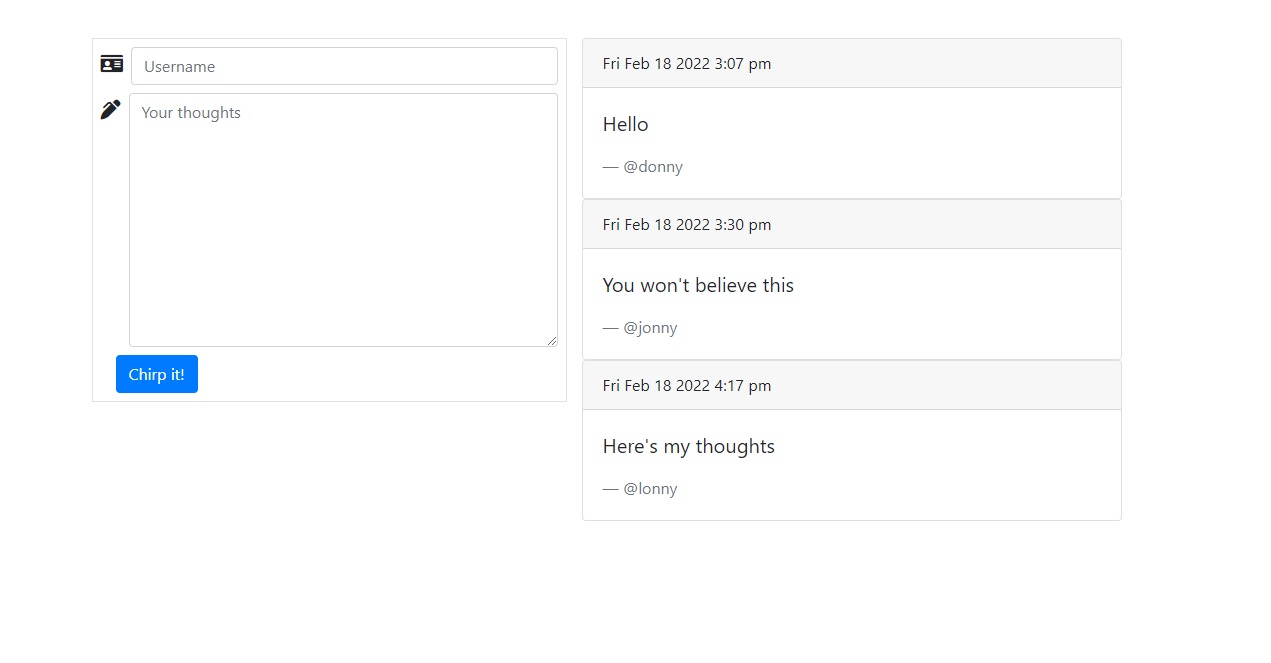 Username
Your thoughts
Chirp it!
Fri Feb 18 2022 3:07 pm
Hello
— @donny
Fri Feb 18 2022 3:30 pm
You won't believe this
— @jonny
Fri Feb 18 2022 4:17 pm
Here's my thoughts
— @lonny